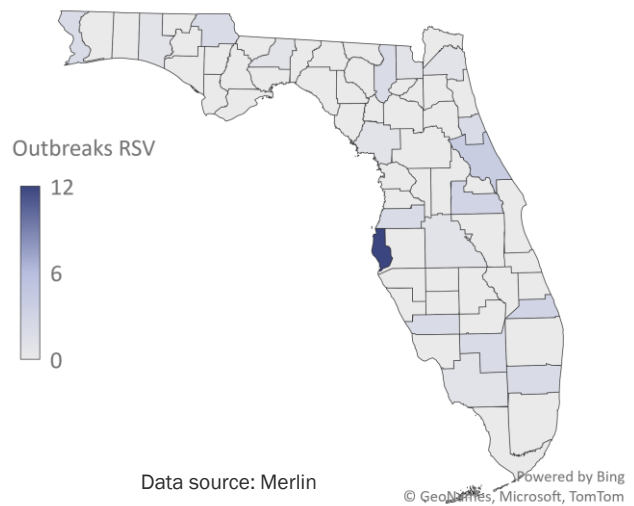 Outbreaks RSV
12
6
0
Data source: Merlin
Powered by Bing
© GeoNames, Microsoft, TomTom